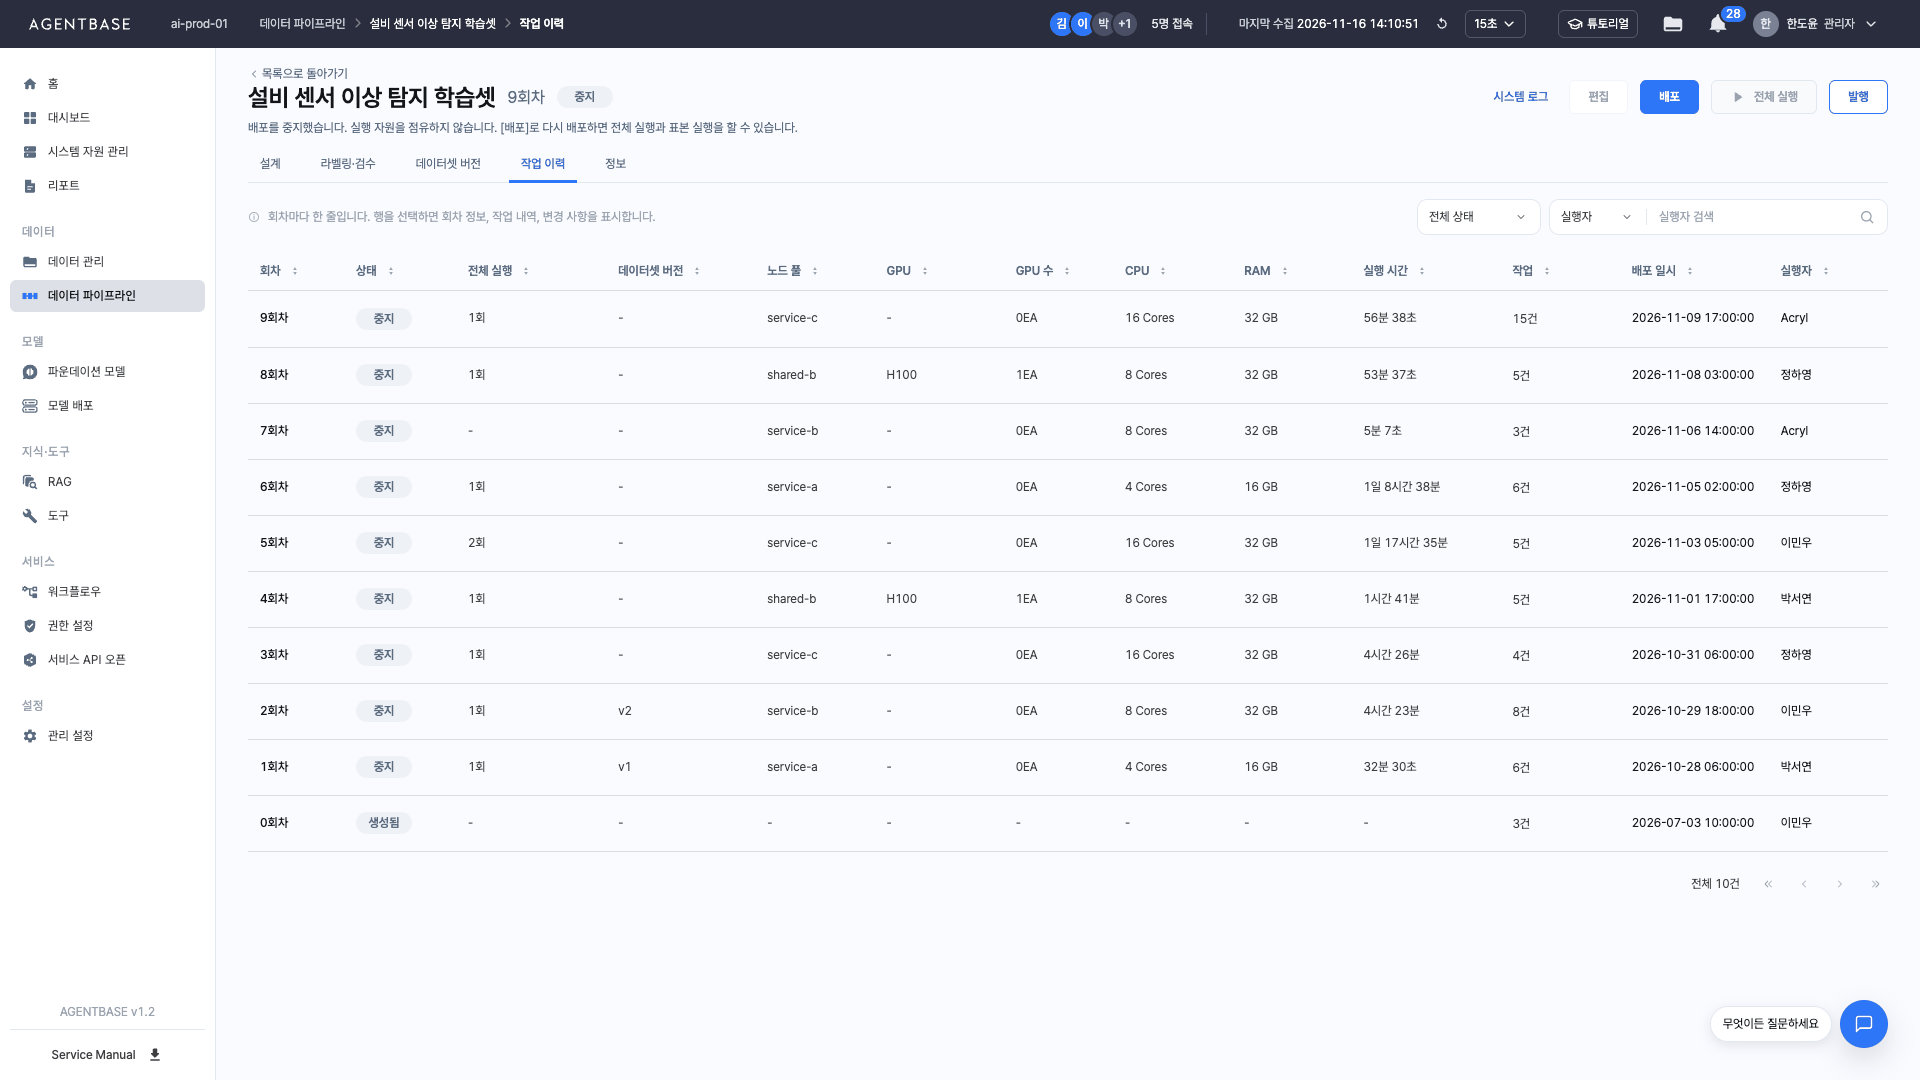 AGENTBASE
ai-prod-01
데이터 파이프라인 > 설비 센서 이상 탐지 학습셋 > 작업 이력
김 이 박 +1 5명 접속
마지막 수집 2026-11-16 14:10:51
15초
튜토리얼
28
한 한도윤 관리자
홈
대시보드
시스템 자원 관리
리포트
데이터
데이터 관리
데이터 파이프라인
모델
파운데이션 모델
모델 배포
지식·도구
RAG
도구
서비스
워크플로우
권한 설정
서비스 API 오픈
설정
관리 설정
AGENTBASE v1.2
Service Manual
목록으로 돌아가기
설비 센서 이상 탐지 학습셋 9회차 중지
시스템 로그 편집 배포 전체 실행 발행
배포를 중지했습니다. 실행 자원을 점유하지 않습니다. [배포]로 다시 배포하면 전체 실행과 표본 실행을 할 수 있습니다.
설계 라벨링·검수 데이터셋 버전 작업 이력 정보
회차마다 한 줄입니다. 행을 선택하면 회차 정보, 작업 내역, 변경 사항을 표시합니다.
전체 상태 실행자 실행자 검색
회차 상태 전체 실행 데이터셋 버전 노드 풀 GPU GPU 수 CPU RAM 실행 시간 작업 배포 일시 실행자
9회차 중지 1회 - service-c - 0EA 16 Cores 32 GB 56분 38초 15건 2026-11-09 17:00:00 Acryl
8회차 중지 1회 - shared-b H100 1EA 8 Cores 32 GB 53분 37초 5건 2026-11-08 03:00:00 정하영
7회차 중지 - - service-b - 0EA 8 Cores 32 GB 5분 7초 3건 2026-11-06 14:00:00 Acryl
6회차 중지 1회 - service-a - 0EA 4 Cores 16 GB 1일 8시간 38분 6건 2026-11-05 02:00:00 정하영
5회차 중지 2회 - service-c - 0EA 16 Cores 32 GB 1일 17시간 35분 5건 2026-11-03 05:00:00 이민우
4회차 중지 1회 - shared-b H100 1EA 8 Cores 32 GB 1시간 41분 5건 2026-11-01 17:00:00 박서연
3회차 중지 1회 - service-c - 0EA 16 Cores 32 GB 4시간 26분 4건 2026-10-31 06:00:00 정하영
2회차 중지 1회 v2 service-b - 0EA 8 Cores 32 GB 4시간 23분 8건 2026-10-29 18:00:00 이민우
1회차 중지 1회 v1 service-a - 0EA 4 Cores 16 GB 32분 30초 6건 2026-10-28 06:00:00 박서연
0회차 생성됨 - - - - - - - - 3건 2026-07-03 10:00:00 이민우
전체 10건
무엇이든 질문하세요